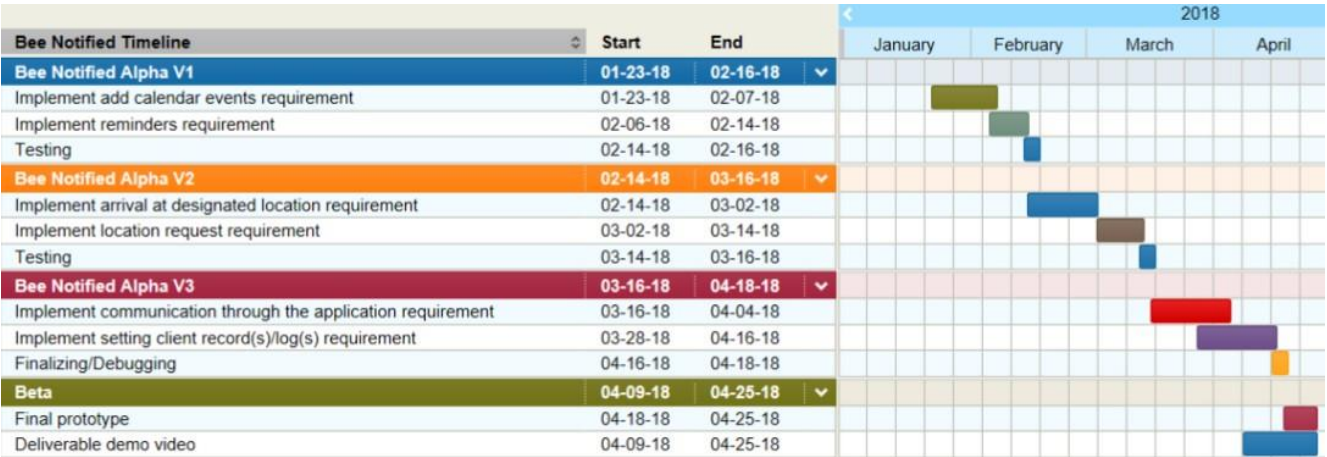 2018
Bee Notified Timeline Start End January February March April
Bee Notified Alpha V1 01-23-18 02-16-18
Implement add calendar events requirement 01-23-18 02-07-18
Implement reminders requirement 02-06-18 02-14-18
Testing 02-14-18 02-16-18
Bee Notified Alpha V2 02-14-18 03-16-18
Implement arrival at designated location requirement 02-14-18 03-02-18
Implement location request requirement 03-02-18 03-14-18
Testing 03-14-18 03-16-18
Bee Notified Alpha V3 03-16-18 04-18-18
Implement communication through the application requirement 03-16-18 04-04-18
Implement setting client record(s)/log(s) requirement 03-28-18 04-16-18
Finalizing/Debugging 04-16-18 04-18-18
Beta 04-09-18 04-25-18
Final prototype 04-18-18 04-25-18
Deliverable demo video 04-09-18 04-25-18